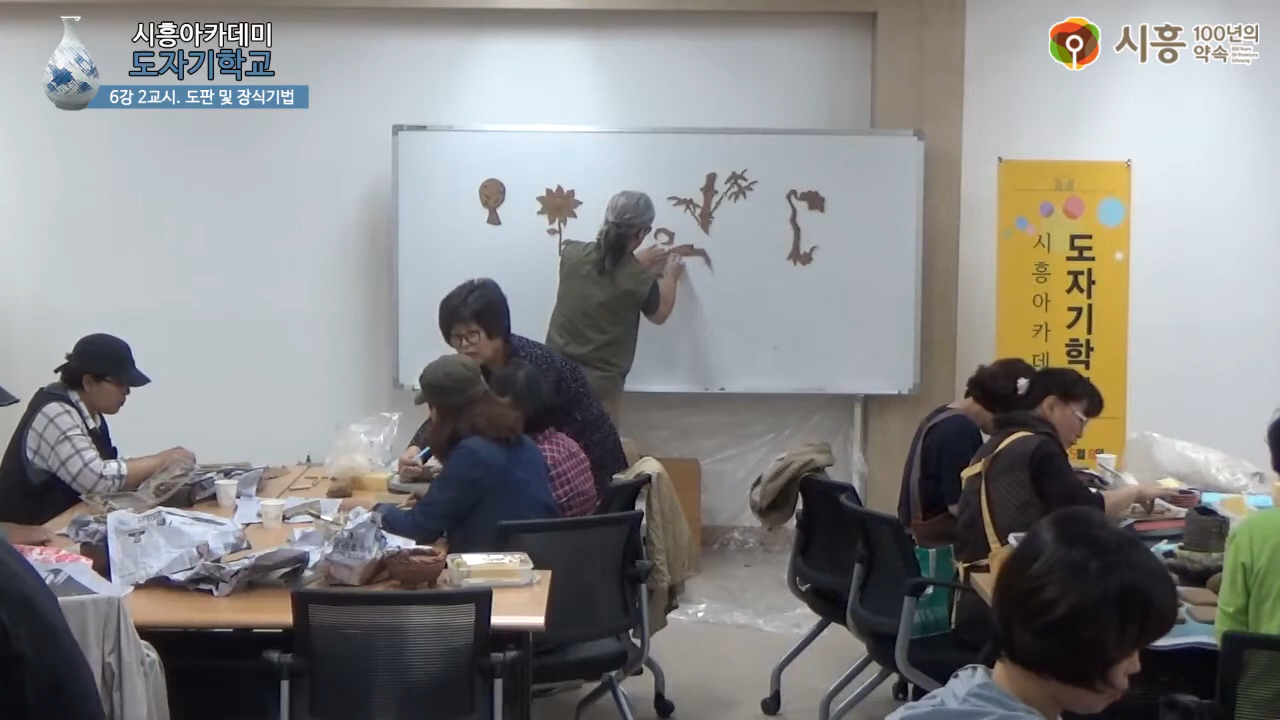 시흥아카데미
도자기학교
6강 2교시. 도판 및 장식기법
시흥
100년의
약속
도자기학
시흥아카데
5월